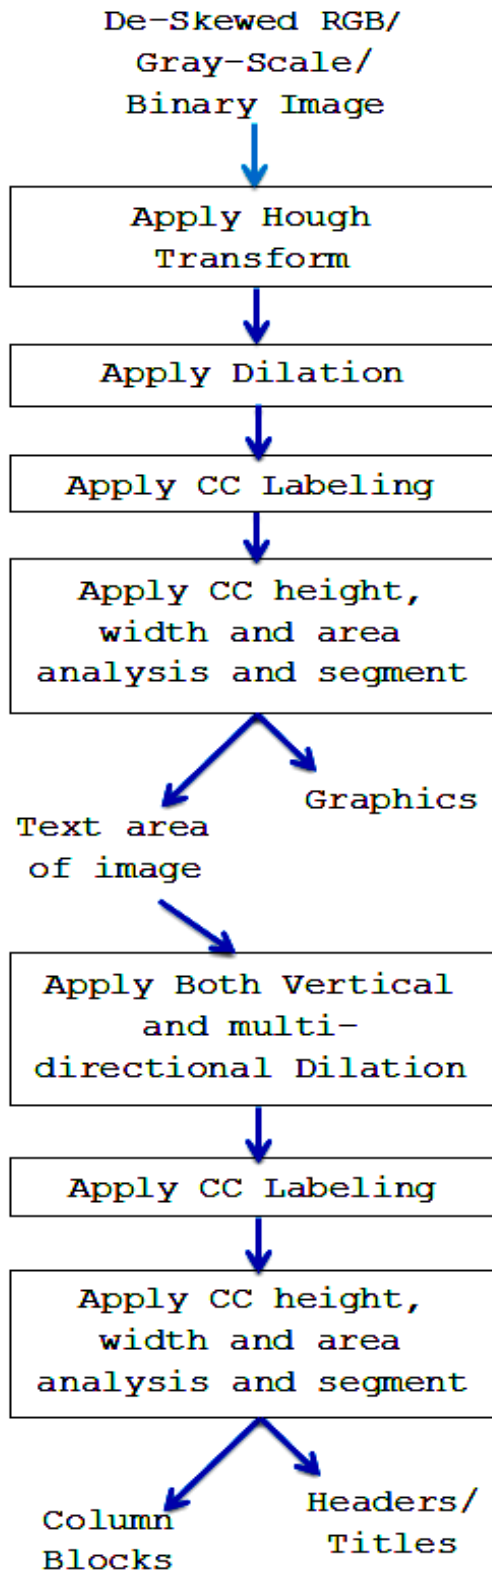 De-Skewed RGB/
Gray-Scale/
Binary Image
Apply Hough
Transform
Apply Dilation
Apply CC Labeling
Apply CC height,
width and area
analysis and segment
Graphics
Text area
of image
Apply Both Vertical
and multi-
directional Dilation
Apply CC Labeling
Apply CC height,
width and area
analysis and segment
Column
Blocks
Headers/
Titles